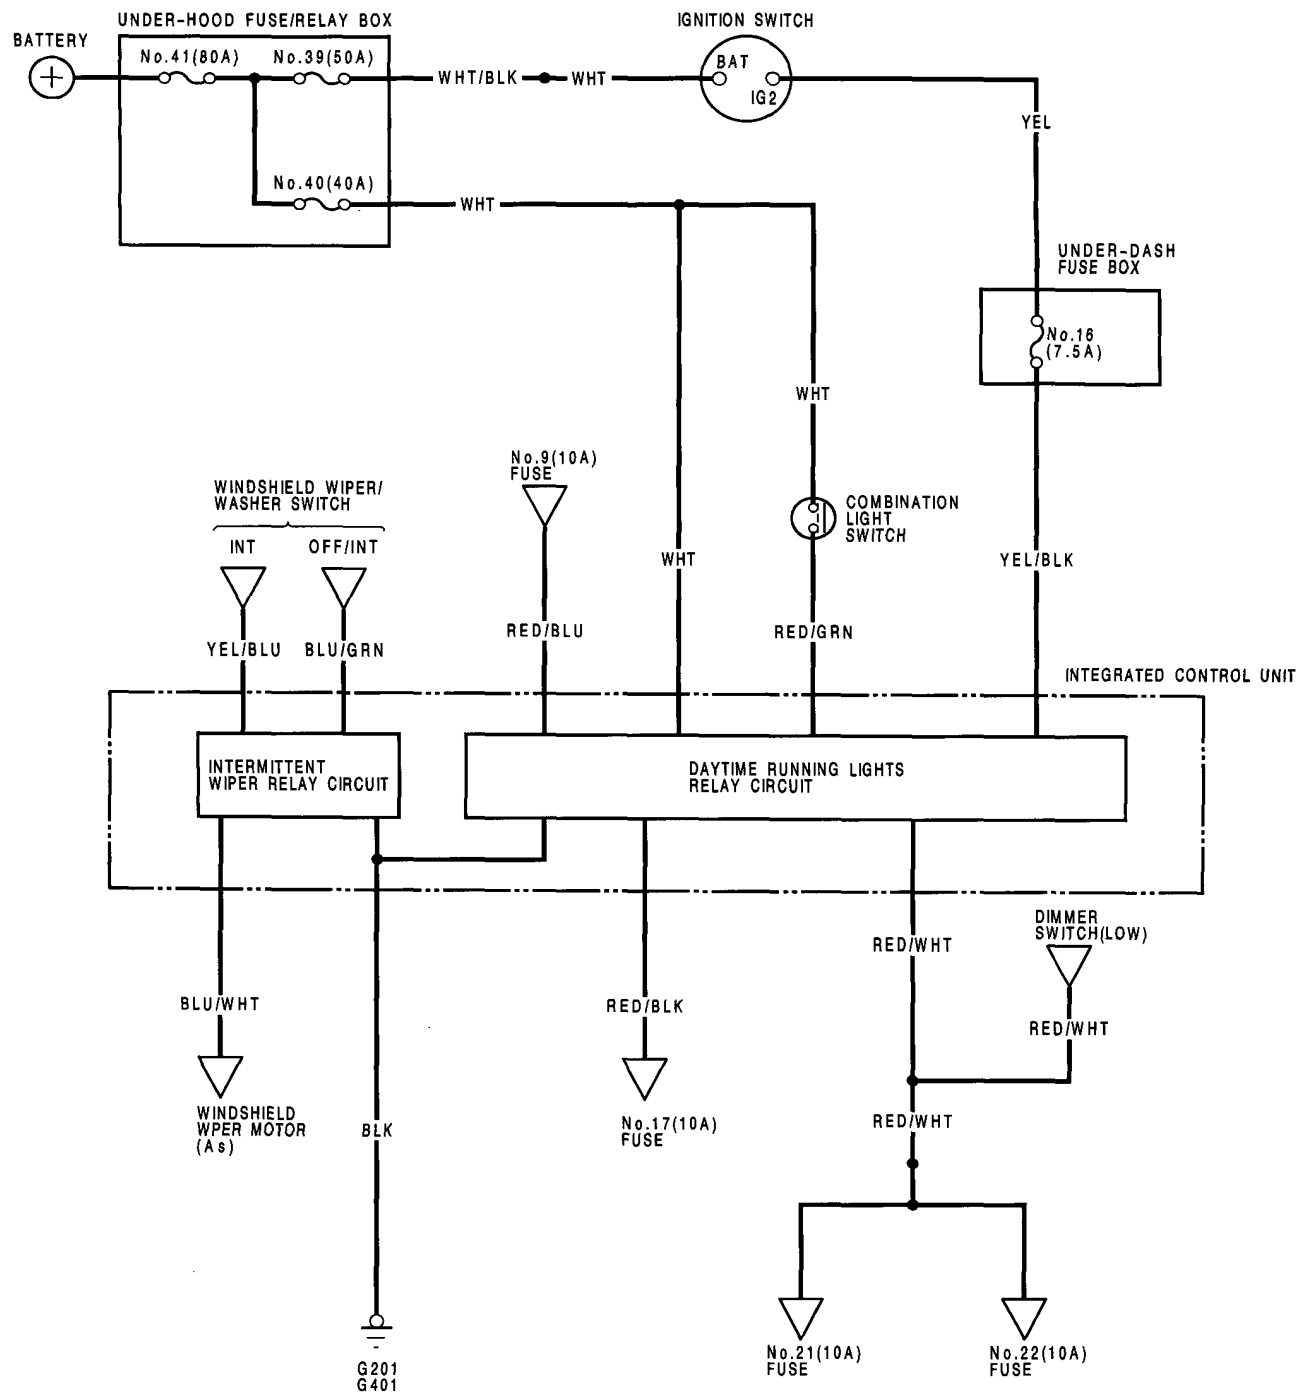 UNDER-HOOD FUSE/RELAY BOX
IGNITION SWITCH
BATTERY
No.41(80A)
No.39(50A)
WHT/BLK
WHT
BAT
IG2
YEL
No.40(40A)
WHT
UNDER-DASH
FUSE BOX
No.16
(7.5A)
WHT
No.9(10A)
FUSE
WINDSHIELD WIPER/
WASHER SWITCH
INT
OFF/INT
COMBINATION
LIGHT
SWITCH
WHT
YEL/BLK
RED/BLU
RED/GRN
YEL/BLU
BLU/GRN
INTEGRATED CONTROL UNIT
INTERMITTENT
WIPER RELAY CIRCUIT
DAYTIME RUNNING LIGHTS
RELAY CIRCUIT
DIMMER
SWITCH(LOW)
RED/WHT
BLU/WHT
RED/BLK
RED/WHT
WINDSHIELD
WPER MOTOR
(As)
BLK
No.17(10A)
FUSE
RED/WHT
No.21(10A)
FUSE
No.22(10A)
FUSE
G201
G401